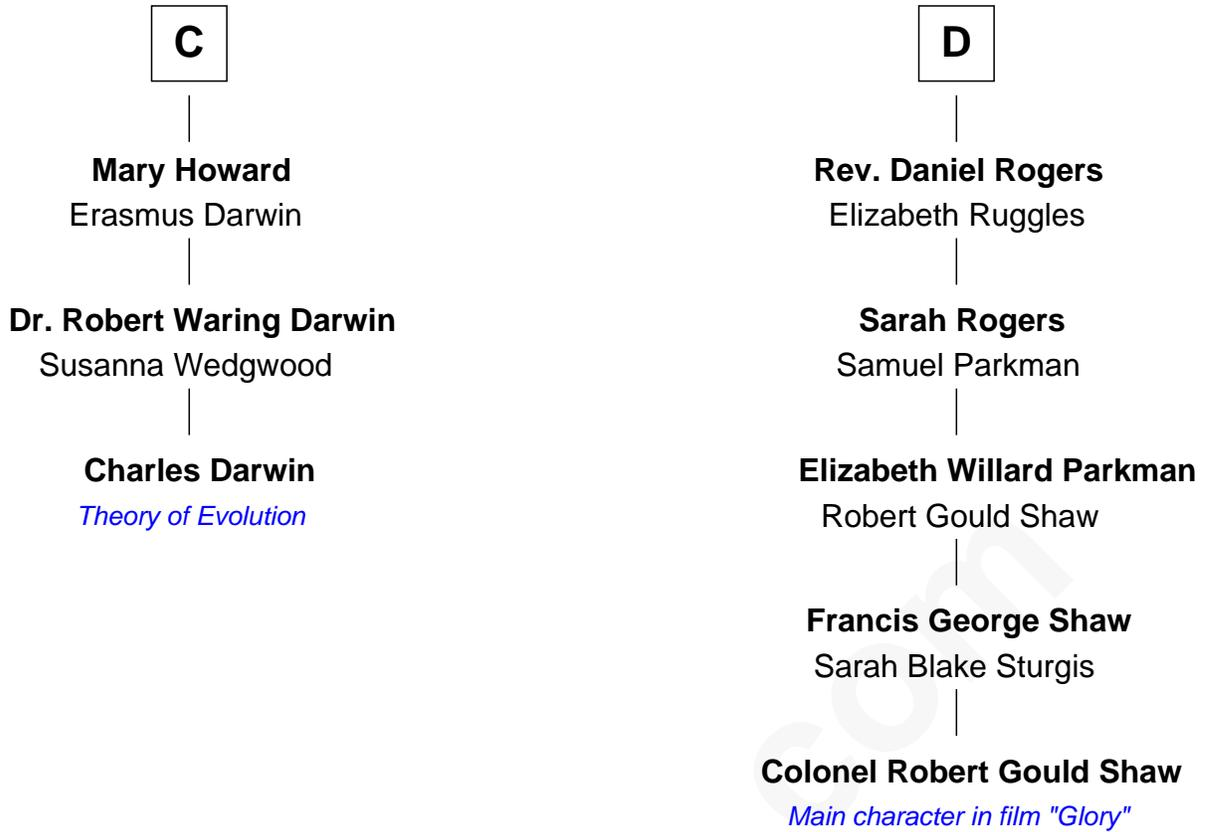 C
Mary Howard
Erasmus Darwin
Dr. Robert Waring Darwin
Susanna Wedgwood
Charles Darwin
Theory of Evolution
D
Rev. Daniel Rogers
Elizabeth Ruggles
Sarah Rogers
Samuel Parkman
Elizabeth Willard Parkman
Robert Gould Shaw
Francis George Shaw
Sarah Blake Sturgis
Colonel Robert Gould Shaw
Main character in film "Glory"
com